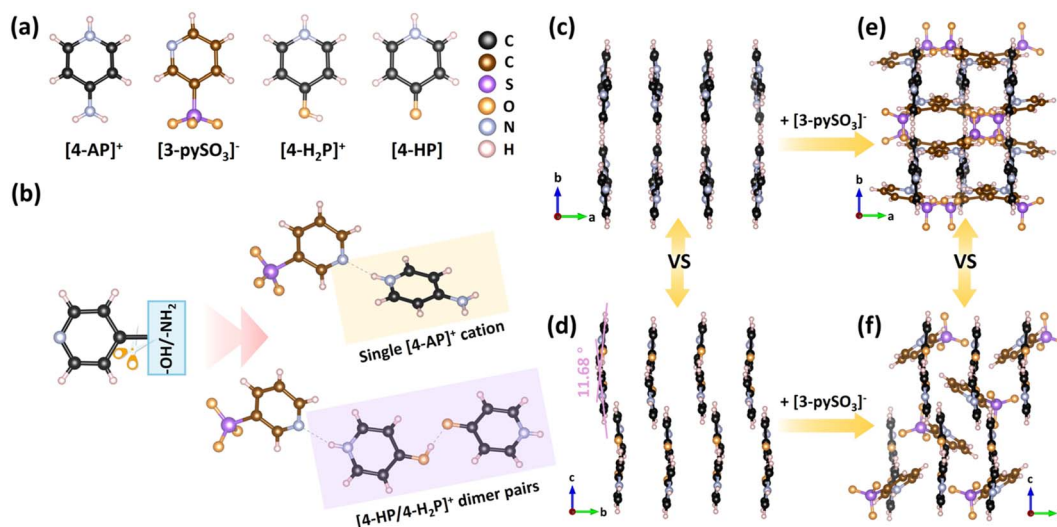 (a)
[4-AP]⁺
[3-pySO₃]⁻
[4-H₂P]⁺
[4-HP]
C
C
S
O
N
H
(b)
-OH/-NH₂
Single [4-AP]⁺ cation
[4-HP/4-H₂P]⁺ dimer pairs
(c)
b
a
+ [3-pySO₃]⁻
(e)
b
a
VS
VS
(d)
11.68°
c
b
+ [3-pySO₃]⁻
(f)
c